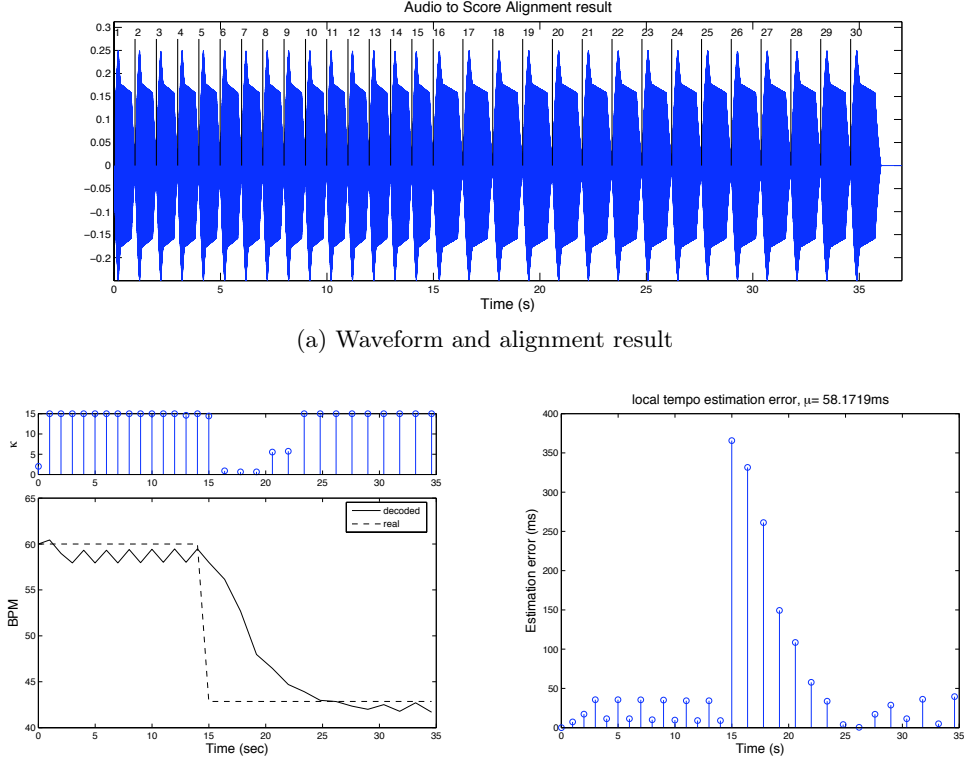 Audio to Score Alignment result
1 2 3 4 5 6 7 8 9 10 11 12 13 14 15 16 17 18 19 20 21 22 23 24 25 26 27 28 29 30
0.3
0.25
0.2
0.15
0.1
0.05
0
−0.05
−0.1
−0.15
−0.2
0 5 10 15 20 25 30 35
Time (s)
(a) Waveform and alignment result
15
10
5
0
κ
0 5 10 15 20 25 30 35
65
60
55
50
45
40
BPM
decoded
real
0 5 10 15 20 25 30 35
Time (sec)
local tempo estimation error, μ= 58.1719ms
400
350
300
250
200
150
100
50
0
Estimation error (ms)
0 5 10 15 20 25 30 35
Time (s)